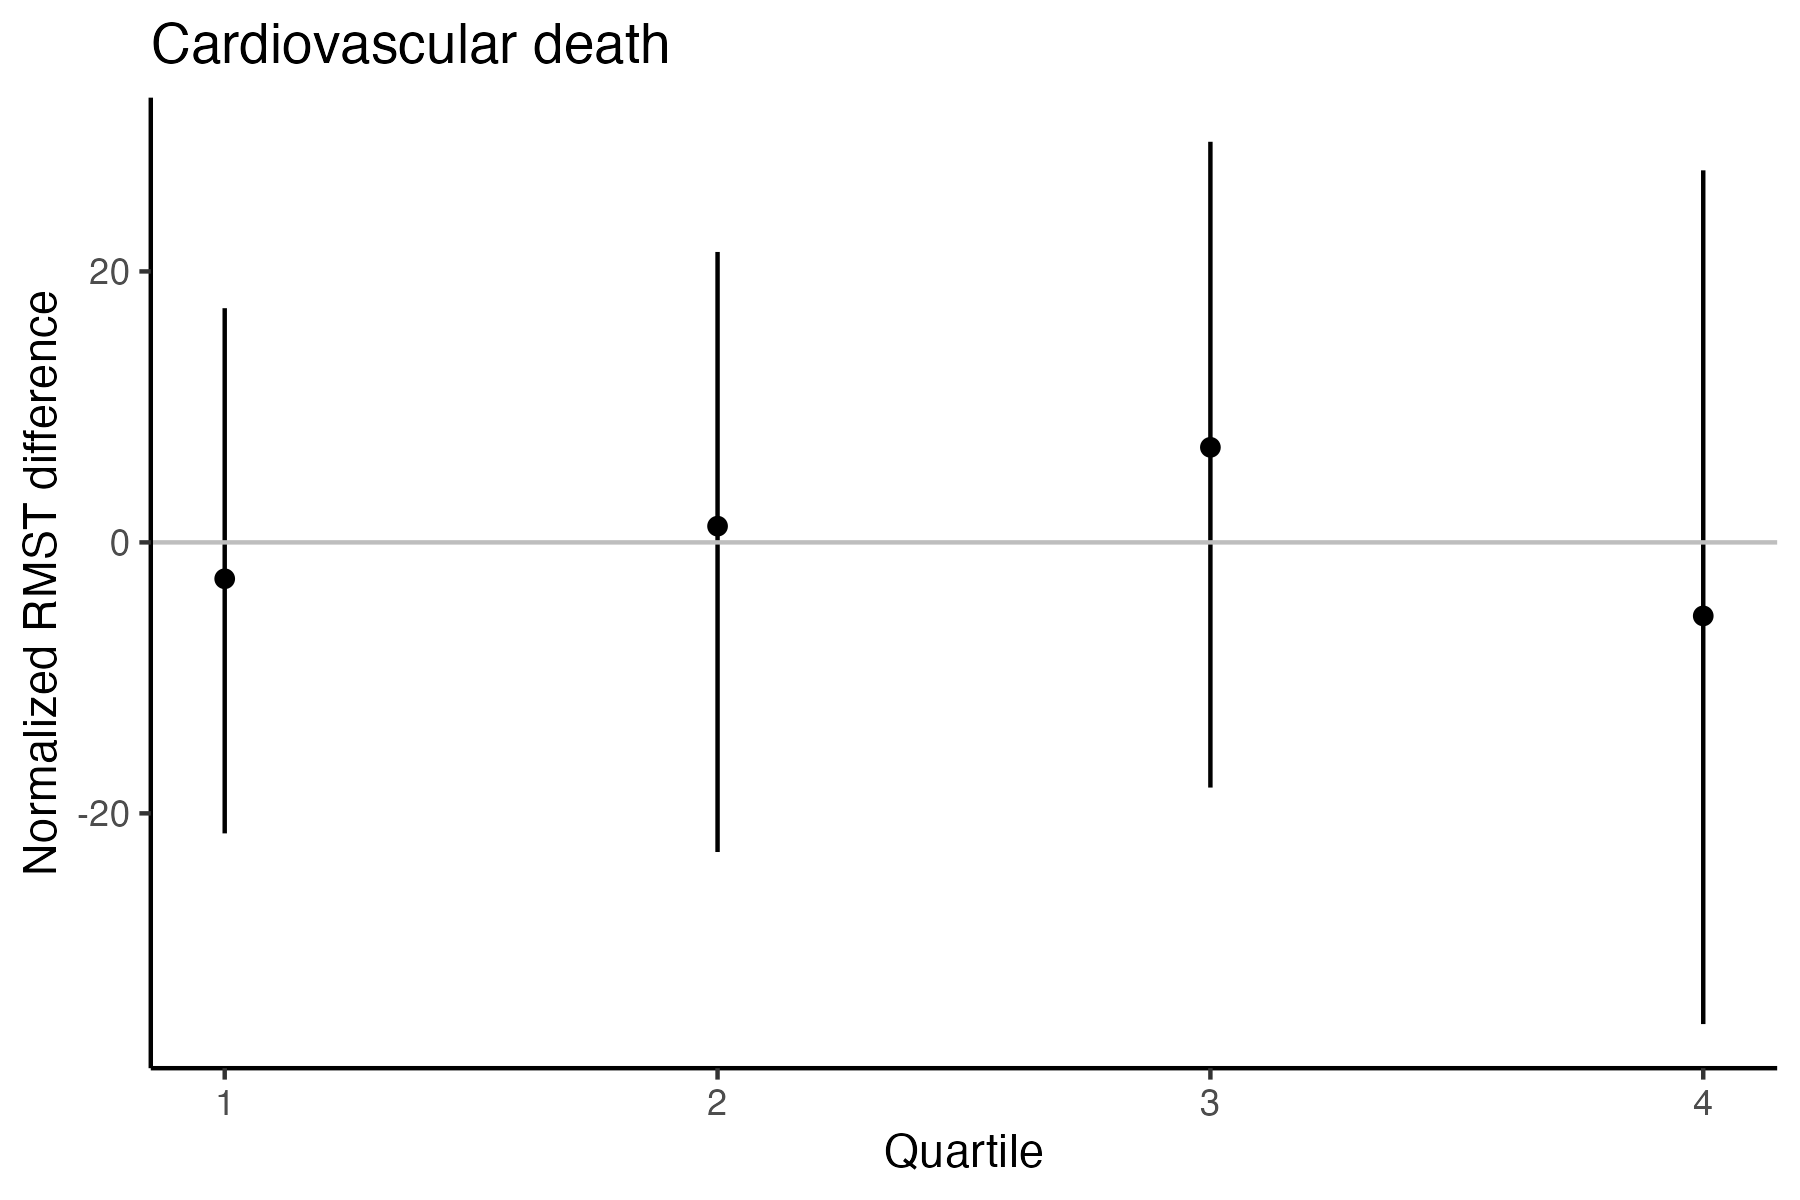 Cardiovascular death
Normalized RMST difference
20
0
-20
1 2 3 4
Quartile